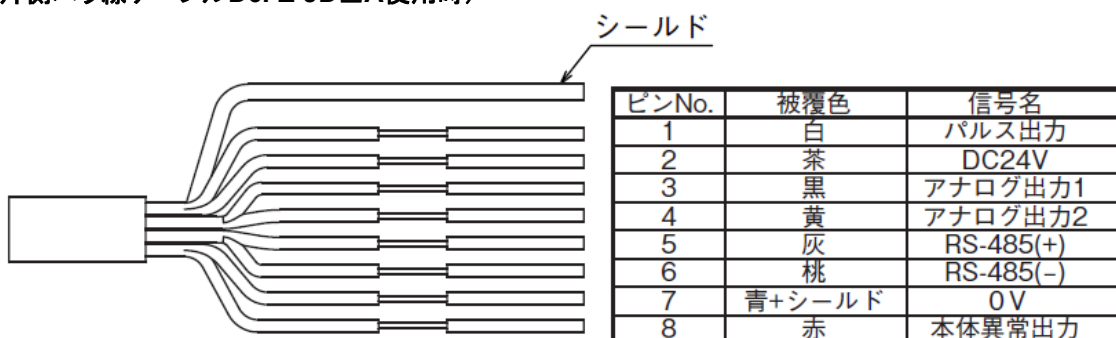 シールド
ピンNo. 被覆色 信号名
1 白 パルス出力
2 茶 DC24V
3 黒 アナログ出力1
4 黄 アナログ出力2
5 灰 RS-485(+)
6 桃 RS-485(−)
7 青+シールド 0V
8 赤 本体異常出力